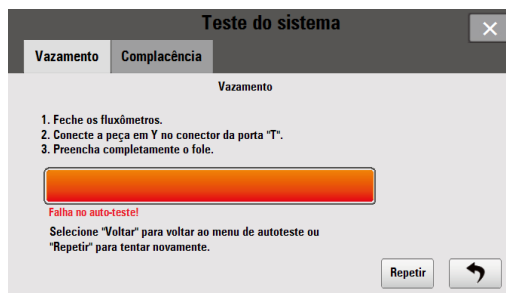 Teste do sistema
Vazamento
Complacência
Vazamento
1. Feche os fluxômetros.
2. Conecte a peça em Y no conector da porta "T".
3. Preencha completamente o fole.
Falha no auto-teste!
Selecione "Voltar" para voltar ao menu de autoteste ou
"Repetir" para tentar novamente.
Repetir